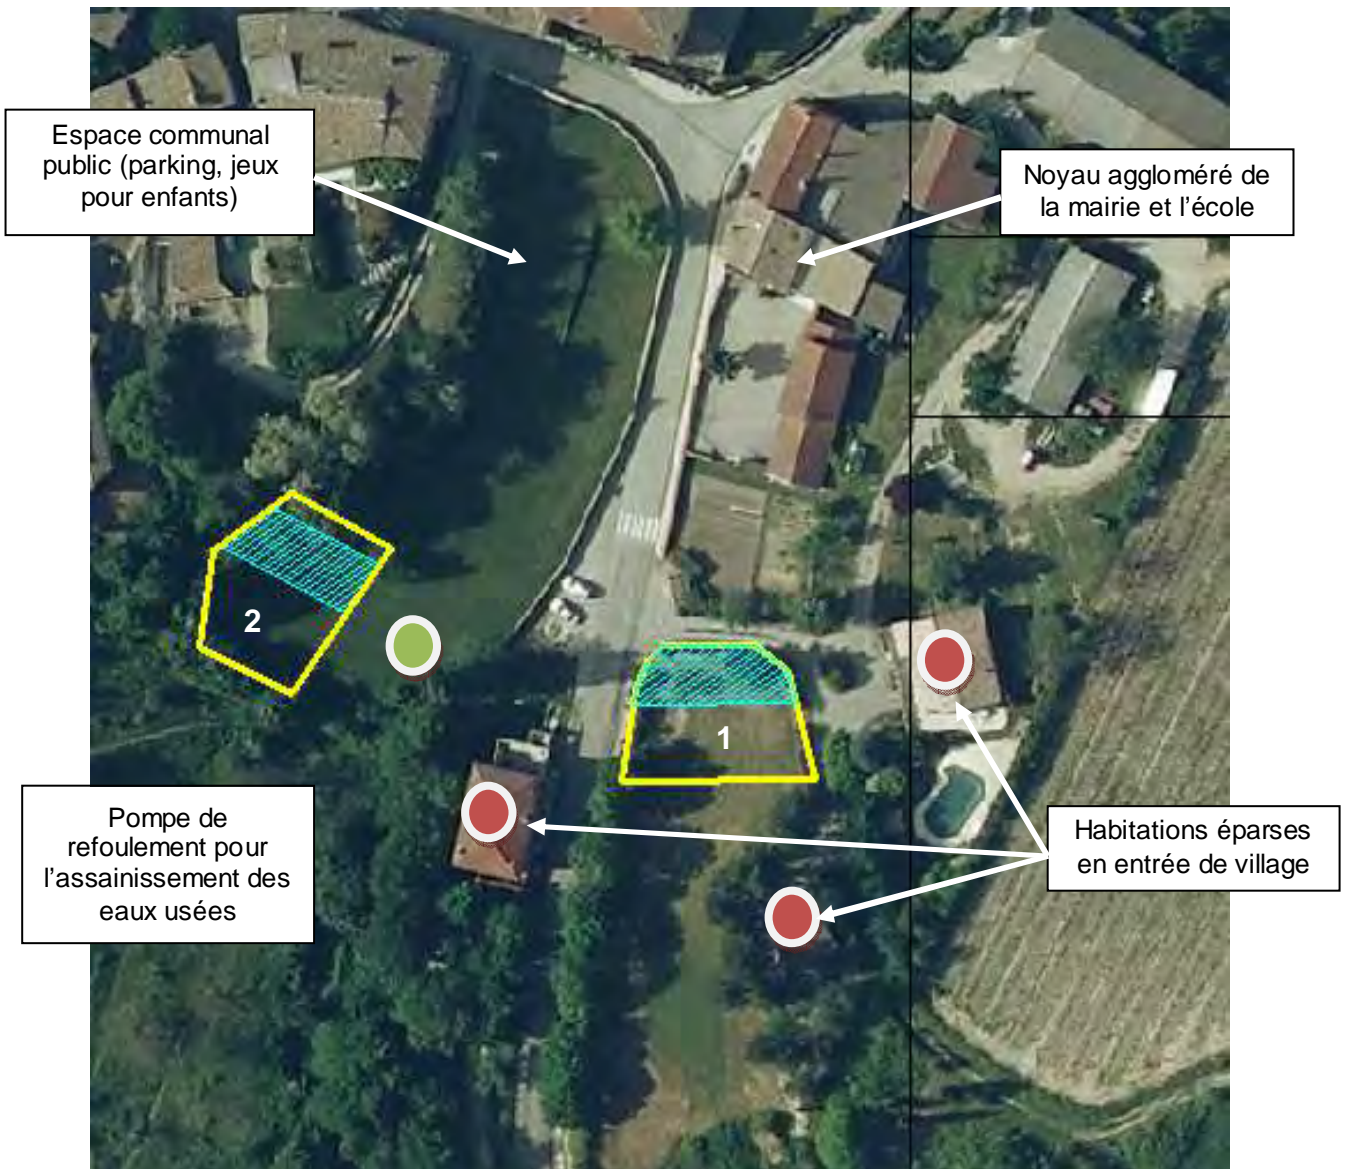 Espace communal
public (parking, jeux
pour enfants)
Noyau aggloméré de
la mairie et l'école
2
1
Pompe de
refoulement pour
l'assainissement des
eaux usées
Habitations éparses
en entrée de village